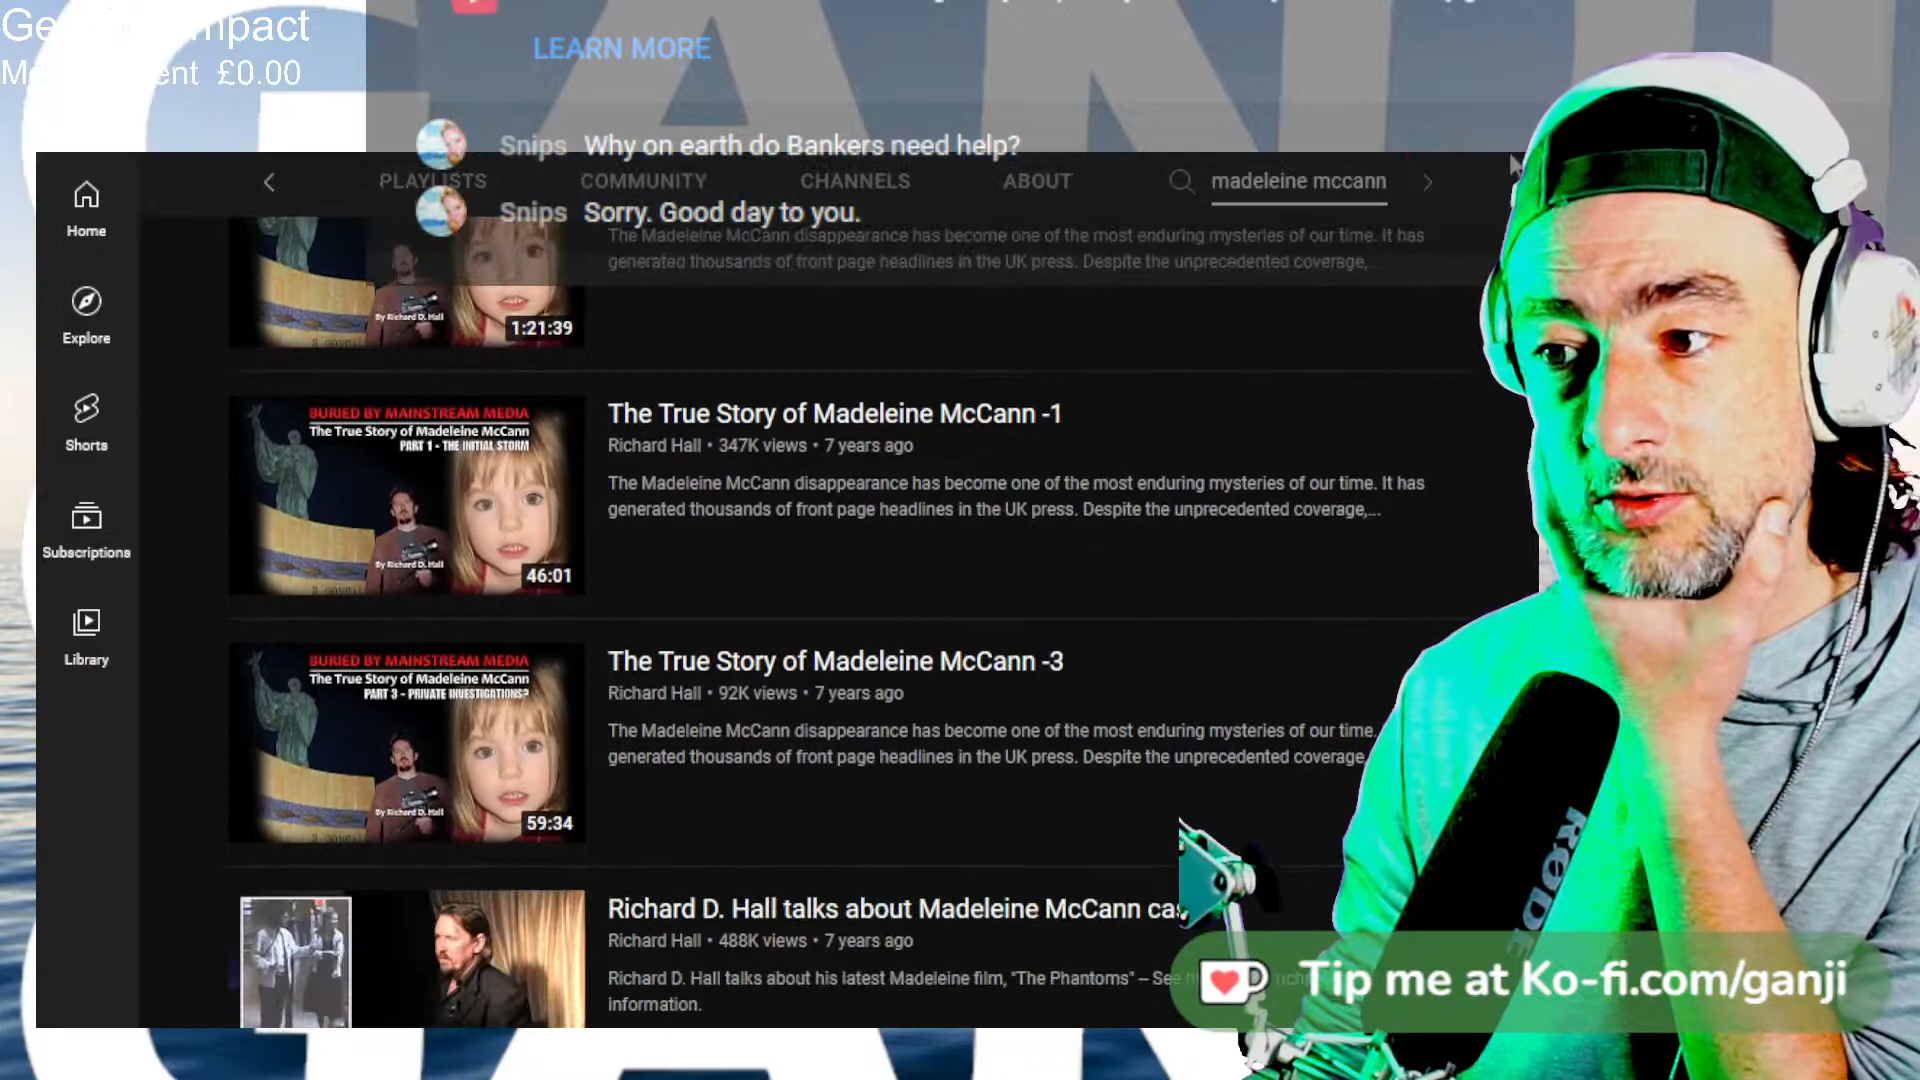 £0.00
LEARN MORE
Snips Why on earth do Bankers need help?
PLAYLISTS COMMUNITY CHANNELS ABOUT madeleine mccann
Snips Sorry. Good day to you.
The Madeleine McCann disappearance has become one of the most enduring mysteries of our time. It has
generated thousands of front page headlines in the UK press. Despite the unprecedented coverage,...
Home
Explore
Shorts
Subscriptions
Library
By Richard D. Hall
1:21:39
BURIED BY MAINSTREAM MEDIA
The True Story of Madeleine McCann
PART 1 - THE INITIAL STORM
By Richard D. Hall
46:01
The True Story of Madeleine McCann -1
Richard Hall • 347K views • 7 years ago
The Madeleine McCann disappearance has become one of the most enduring mysteries of our time. It has
generated thousands of front page headlines in the UK press. Despite the unprecedented coverage,...
BURIED BY MAINSTREAM MEDIA
The True Story of Madeleine McCann
PART 3 - PRIVATE INVESTIGATIONS?
By Richard D. Hall
59:34
The True Story of Madeleine McCann -3
Richard Hall • 92K views • 7 years ago
The Madeleine McCann disappearance has become one of the most enduring mysteries of our time.
generated thousands of front page headlines in the UK press. Despite the unprecedented coverage
Richard D. Hall talks about Madeleine McCann
Richard Hall • 488K views • 7 years ago
Richard D. Hall talks about his latest Madeleine film, "The Phantoms" – See
information.
RØDE
Tip me at Ko-fi.com/ganji